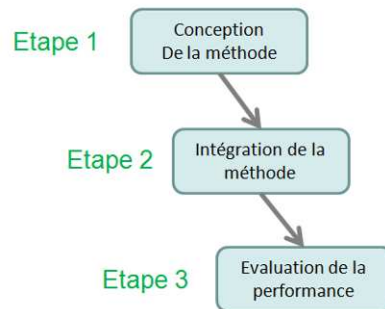 Etape 1
Conception
De la méthode
Etape 2
Intégration de la
méthode
Etape 3
Evaluation de la
performance